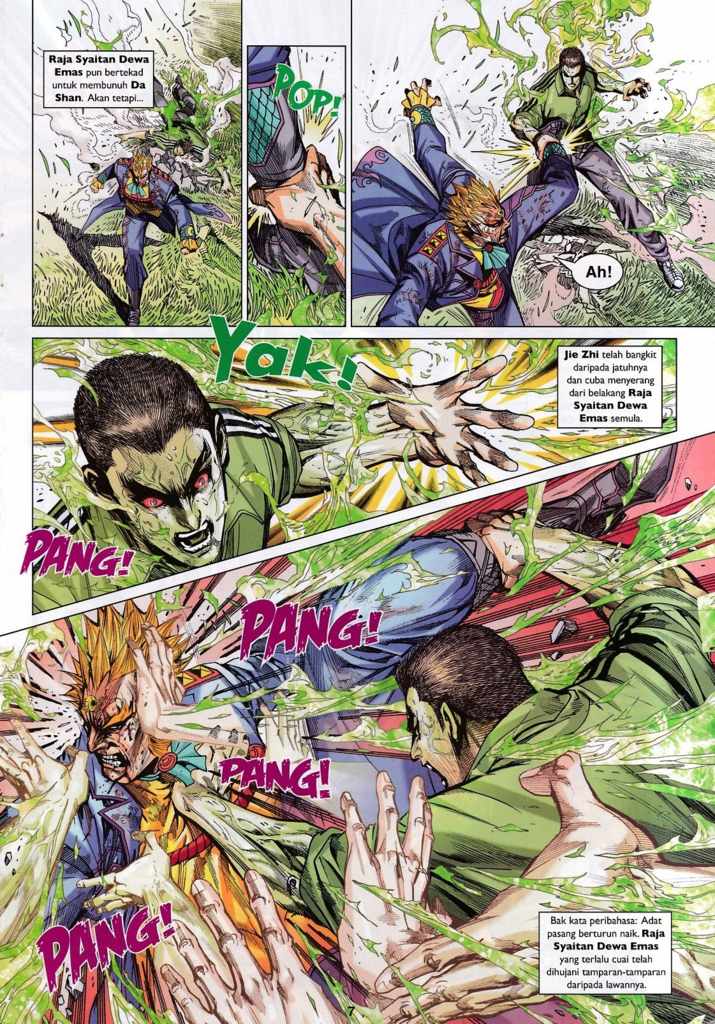 Raja Syaitan Dewa
Emas pun bertekad
untuk membunuh Da
Shan. Akan tetapi...
POP!
Ah!
Yak!
Jie Zhi telah bangkit
daripada jatuhnya
dan cuba menyerang
dari belakang Raja
Syaitan Dewa
Emas semula.
PANG!
PANG!
PANG!
PANG!
Bak kata peribahasa: Adat
pasang berturun naik. Raja
Syaitan Dewa Emas
yang terlalu cuai telah
dihujani tamparan-tamparan
daripada lawannya.
7